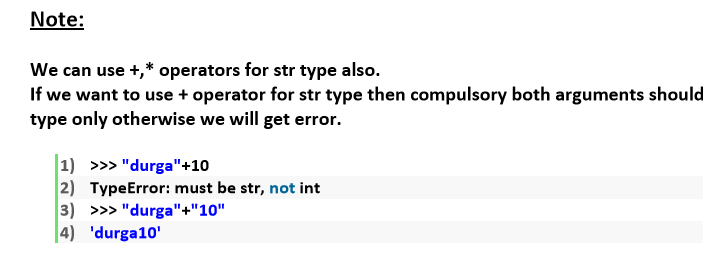 Note:
We can use +,* operators for str type also.
If we want to use + operator for str type then compulsory both arguments should
type only otherwise we will get error.
1) >>> "durga"+10
2) TypeError: must be str, not int
3) >>> "durga"+"10"
4) 'durga10'